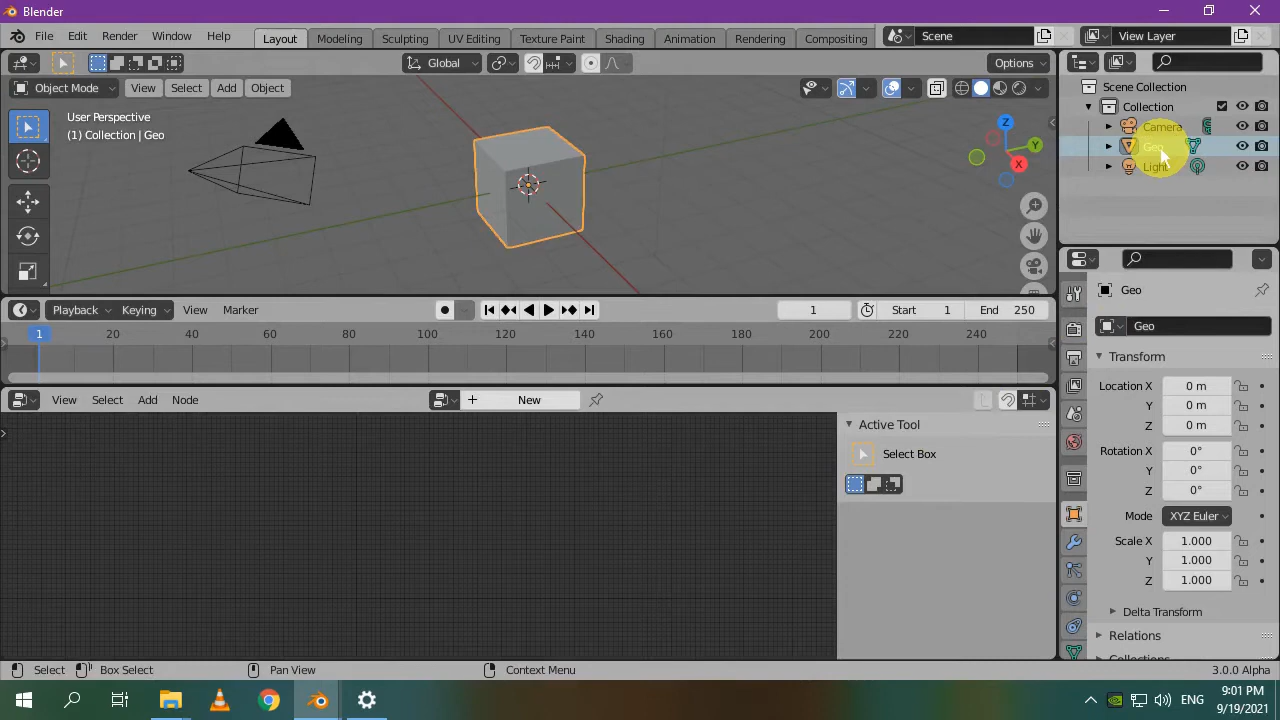 Blender
File Edit Render Window Help Layout Modeling Sculpting UV Editing Texture Paint Shading Animation Rendering Compositing Scene View Layer
Global Options
Object Mode View Select Add Object
User Perspective
(1) Collection | Geo
Z
Y
X
Scene Collection
Collection
Camera
Geo
Light
Playback Keying View Marker 1 Start 1 End 250
1 20 40 60 80 100 120 140 160 180 200 220 240
View Select Add Node New
Active Tool
Select Box
Geo
Geo
Transform
Location X 0 m
Y 0 m
Z 0 m
Rotation X 0°
Y 0°
Z 0°
Mode XYZ Euler
Scale X 1.000
Y 1.000
Z 1.000
Delta Transform
Relations
Collections
Select Box Select Pan View Context Menu 3.0.0 Alpha
ENG
9:01 PM
9/19/2021